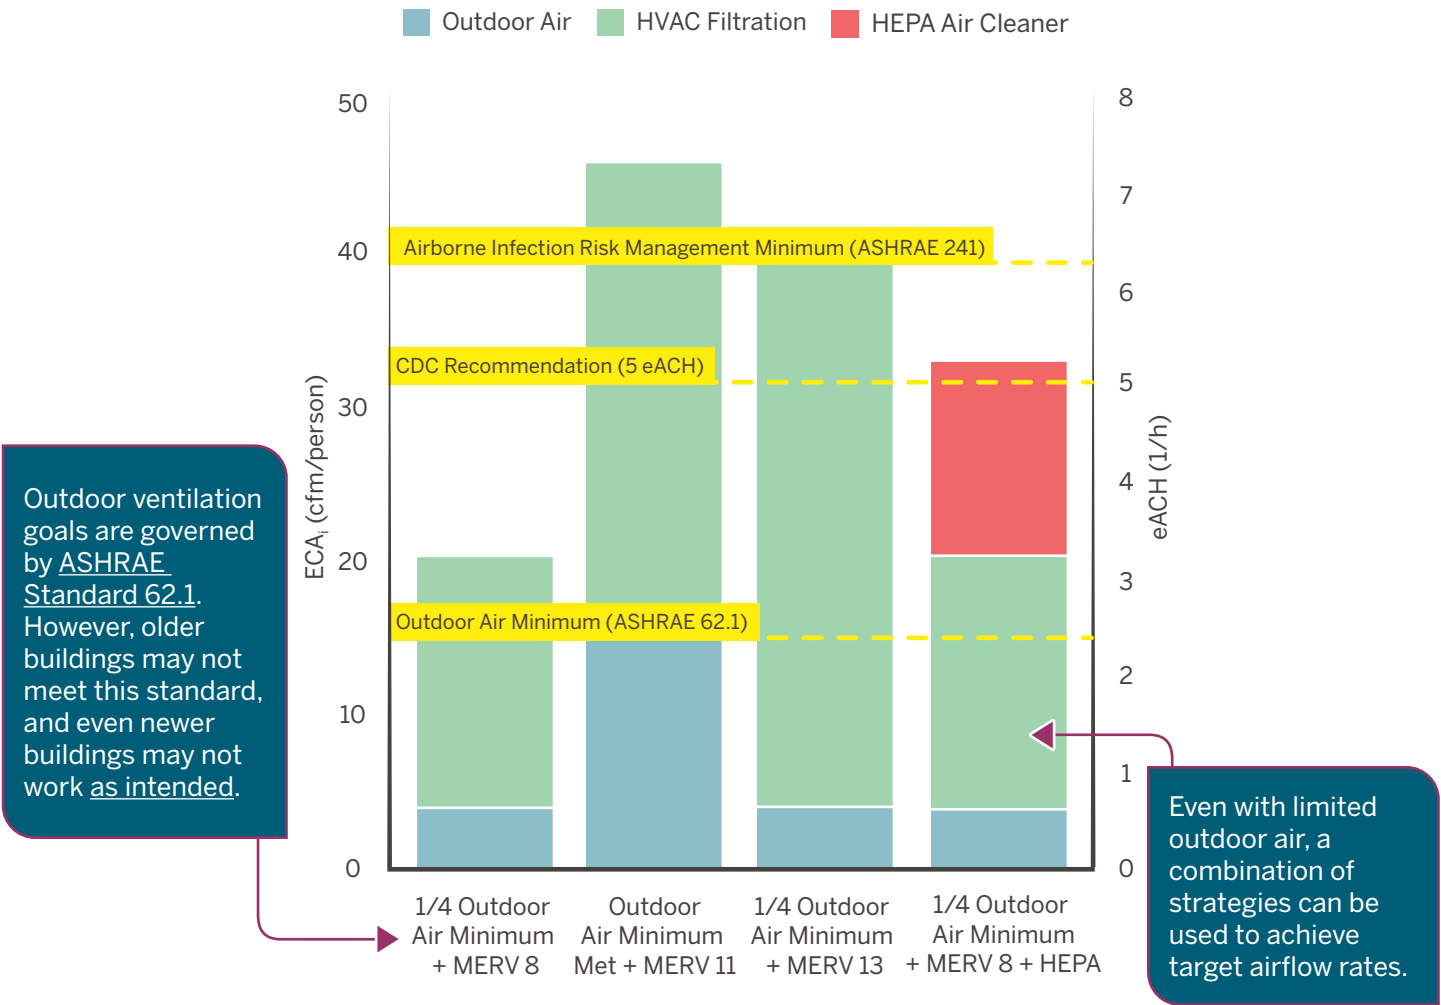 Outdoor Air HVAC Filtration HEPA Air Cleaner
50
40
30
20
10
0
ECAi (cfm/person)
8
7
6
5
4
3
2
1
0
eACH (1/h)
Airborne Infection Risk Management Minimum (ASHRAE 241)
CDC Recommendation (5 eACH)
Outdoor Air Minimum (ASHRAE 62.1)
Outdoor ventilation
goals are governed
by ASHRAE
Standard 62.1.
However, older
buildings may not
meet this standard,
and even newer
buildings may not
work as intended.
1/4 Outdoor
Air Minimum
+ MERV 8
Outdoor
Air Minimum
Met + MERV 11
1/4 Outdoor
Air Minimum
+ MERV 13
1/4 Outdoor
Air Minimum
+ MERV 8 + HEPA
Even with limited
outdoor air, a
combination of
strategies can be
used to achieve
target airflow rates.